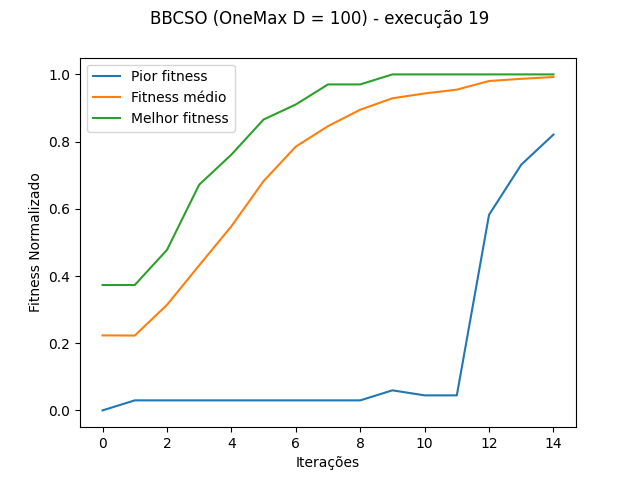 BBCSO (OneMax D = 100) - execução 19
Pior fitness
Fitness médio
Melhor fitness
1.0
0.8
0.6
0.4
0.2
0.0
Fitness Normalizado
0 2 4 6 8 10 12 14
Iterações